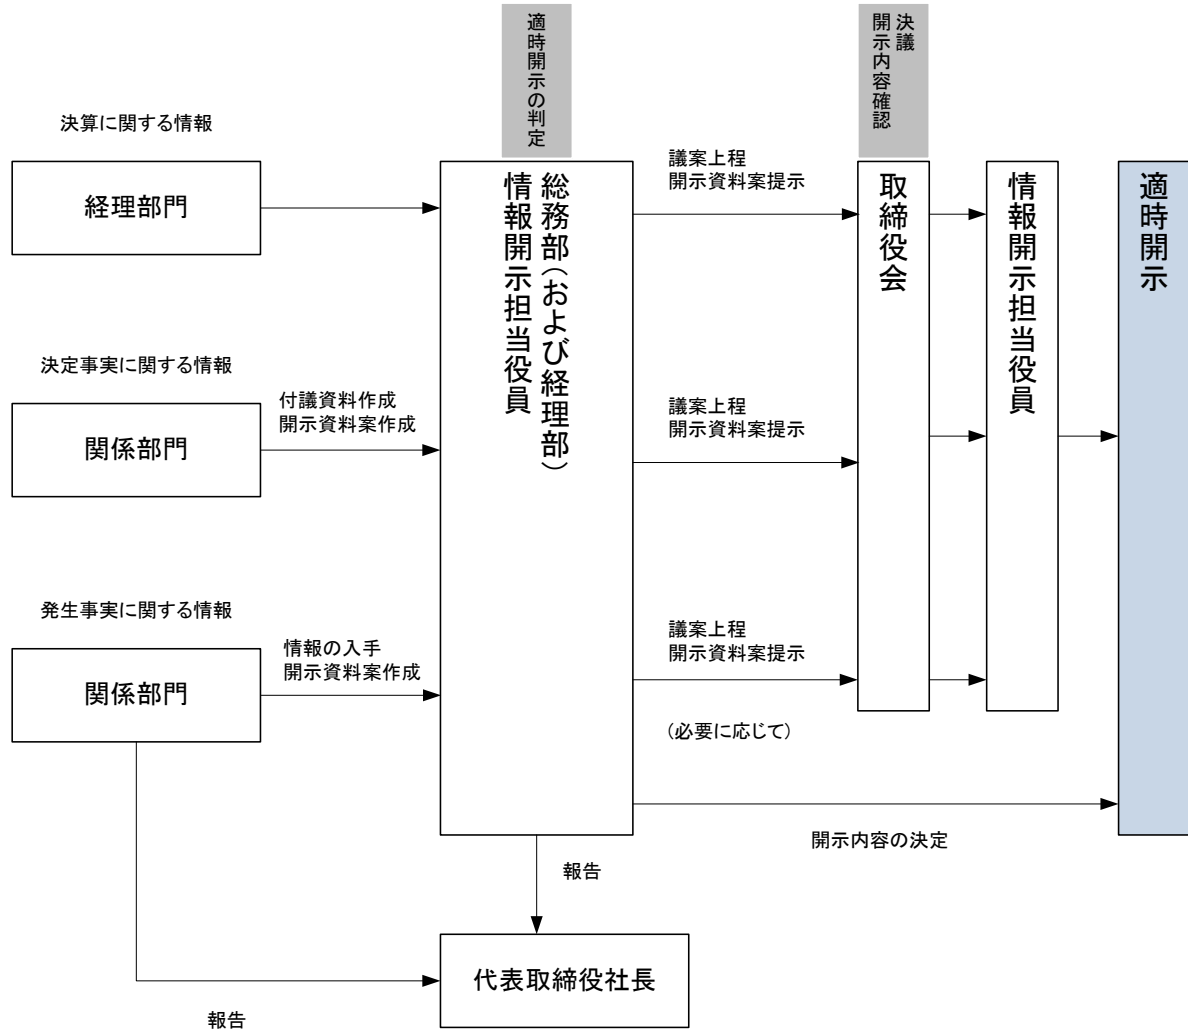 適時開示の判定
決議
開示内容確認
決算に関する情報
経理部門
総務部（および経理部）
情報開示担当役員
議案上程
開示資料案提示
取締役会
情報開示担当役員
適時開示
決定事実に関する情報
関係部門
付議資料作成
開示資料案作成
議案上程
開示資料案提示
発生事実に関する情報
関係部門
情報の入手
開示資料案作成
議案上程
開示資料案提示
（必要に応じて）
開示内容の決定
報告
代表取締役社長
報告